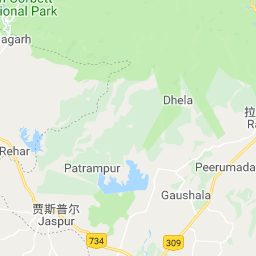 n Corbett
ional Park
agarh
Dhela
拉
Ra
Rehar
Patrampur
Peerumada
Gaushala
贾斯普尔
Jaspur
734
309